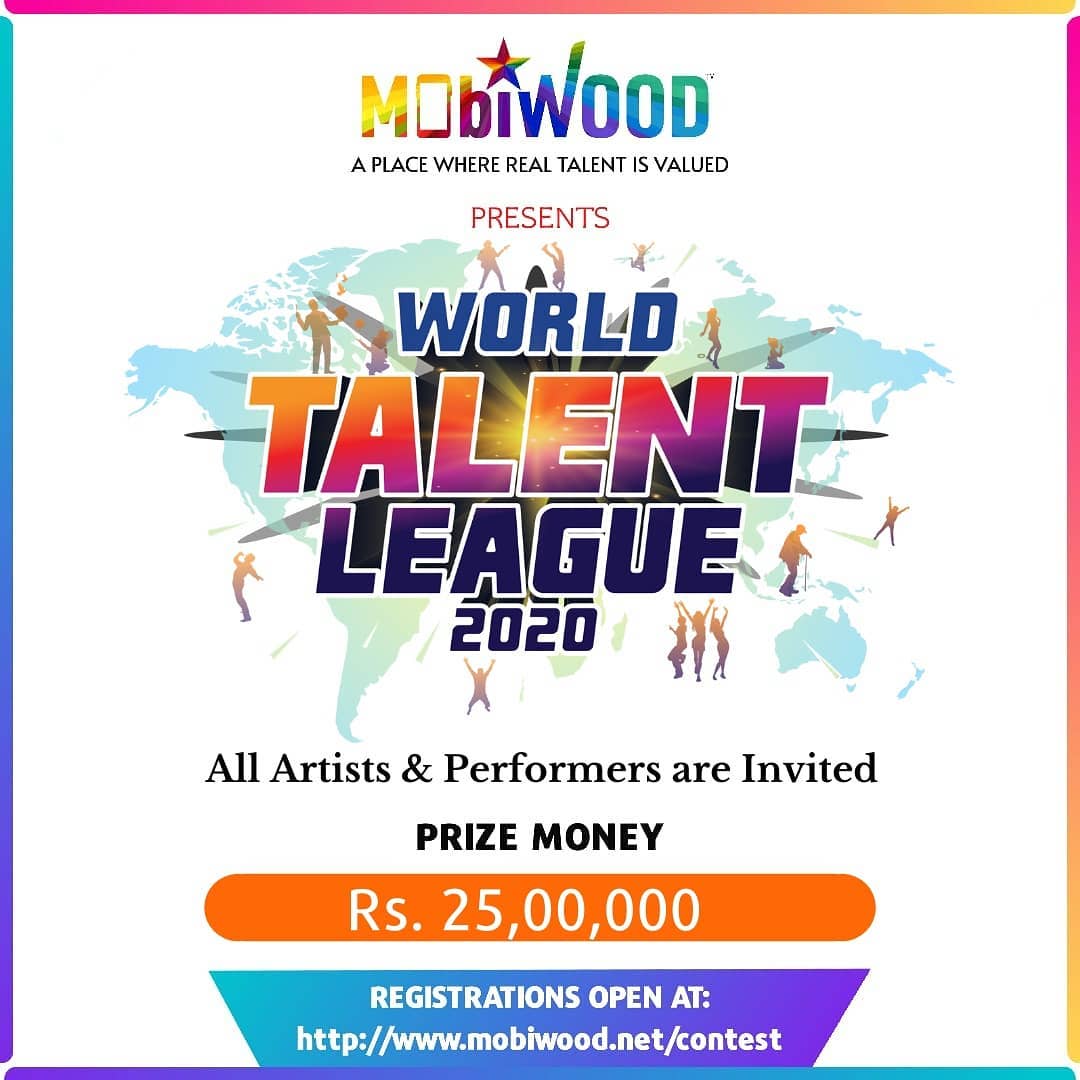 MObiWOOD
A PLACE WHERE REAL TALENT IS VALUED
PRESENTS
WORLD
TALENT
LEAGUE
2020
All Artists & Performers are Invited
PRIZE MONEY
Rs. 25,00,000
REGISTRATIONS OPEN AT:
http://www.mobiwood.net/contest